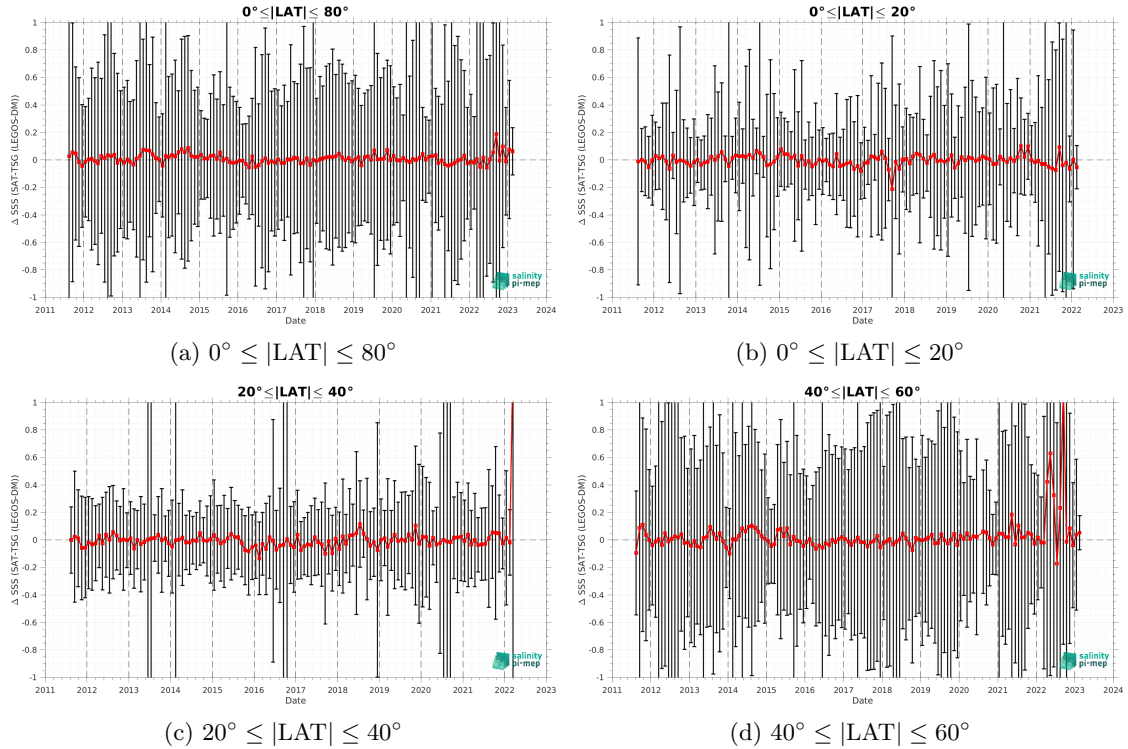 0°≤|LAT|≤ 80°
Δ SSS (SAT-TSG (LEGOS-DM))
1
0.8
0.6
0.4
0.2
0
-0.2
-0.4
-0.6
-0.8
-1
2011 2012 2013 2014 2015 2016 2017 2018 2019 2020 2021 2022 2023 2024
Date
salinity
pi-mep
(a) 0° ≤ |LAT| ≤ 80°
0°≤|LAT|≤ 20°
Δ SSS (SAT-TSG (LEGOS-DM))
1
0.8
0.6
0.4
0.2
0
-0.2
-0.4
-0.6
-0.8
-1
2011 2012 2013 2014 2015 2016 2017 2018 2019 2020 2021 2022 2023
Date
salinity
pi-mep
(b) 0° ≤ |LAT| ≤ 20°
20°≤|LAT|≤ 40°
Δ SSS (SAT-TSG (LEGOS-DM))
1
0.8
0.6
0.4
0.2
0
-0.2
-0.4
-0.6
-0.8
-1
2011 2012 2013 2014 2015 2016 2017 2018 2019 2020 2021 2022 2023
Date
salinity
pi-mep
(c) 20° ≤ |LAT| ≤ 40°
40°≤|LAT|≤ 60°
Δ SSS (SAT-TSG (LEGOS-DM))
1
0.8
0.6
0.4
0.2
0
-0.2
-0.4
-0.6
-0.8
-1
2011 2012 2013 2014 2015 2016 2017 2018 2019 2020 2021 2022 2023 2024
Date
salinity
pi-mep
(d) 40° ≤ |LAT| ≤ 60°